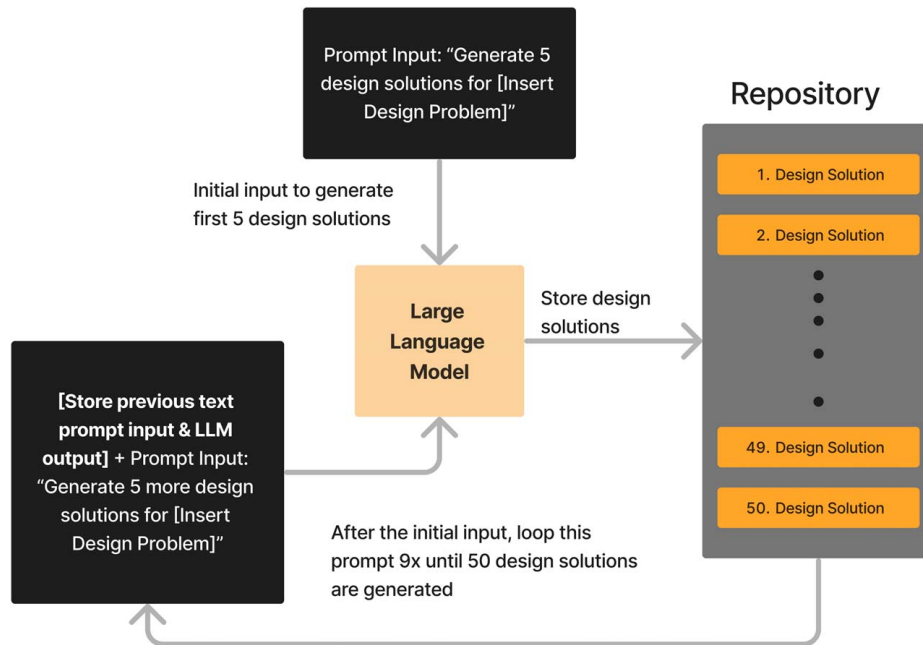 Prompt Input: “Generate 5
design solutions for [Insert
Design Problem]”
Repository
1. Design Solution
2. Design Solution
49. Design Solution
50. Design Solution
Initial input to generate
first 5 design solutions
Large
Language
Model
Store design
solutions
[Store previous text
prompt input & LLM
output] + Prompt Input:
“Generate 5 more design
solutions for [Insert
Design Problem]”
After the initial input, loop this
prompt 9x until 50 design solutions
are generated